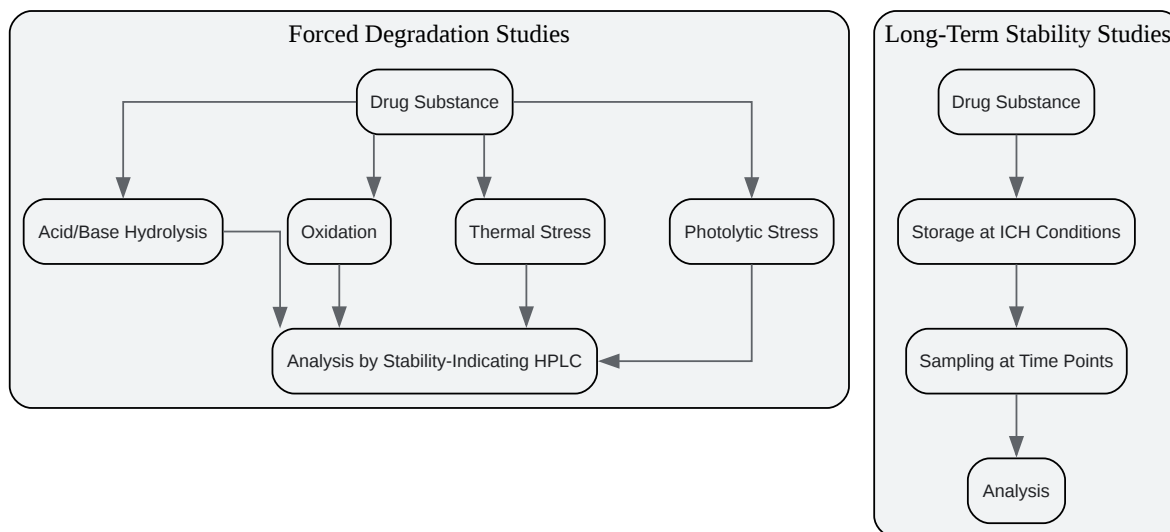 Forced Degradation Studies
Drug Substance
Acid/Base Hydrolysis
Oxidation
Thermal Stress
Photolytic Stress
Analysis by Stability-Indicating HPLC
Long-Term Stability Studies
Drug Substance
Storage at ICH Conditions
Sampling at Time Points
Analysis